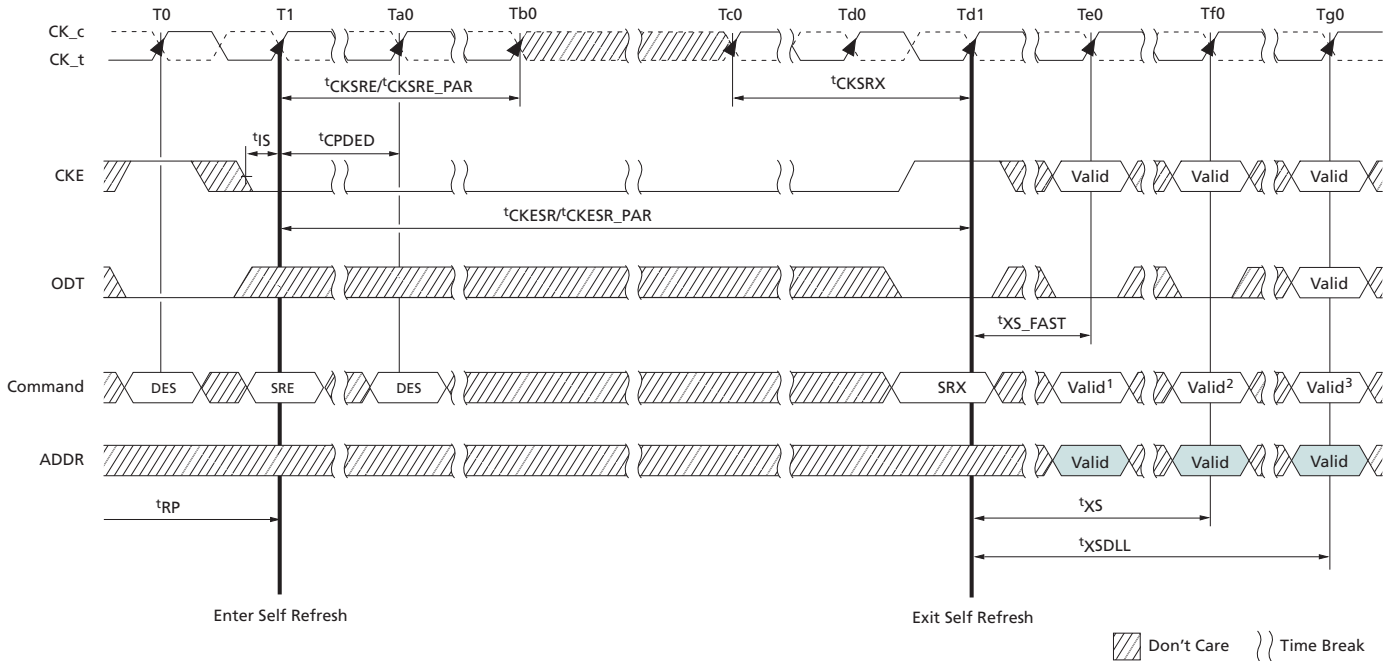 T0 T1 Ta0 Tb0 Tc0 Td0 Td1 Te0 Tf0 Tg0
CK_c
CK_t
tCKSRE/tCKSRE_PAR tCKSRX
tIS tCPDED
CKE Valid Valid Valid
tCKESR/tCKESR_PAR
ODT Valid
tXS_FAST
Command DES SRE DES SRX Valid1 Valid2 Valid3
ADDR Valid Valid Valid
tRP tXS
tXSDLL
Enter Self Refresh Exit Self Refresh
Don't Care Time Break